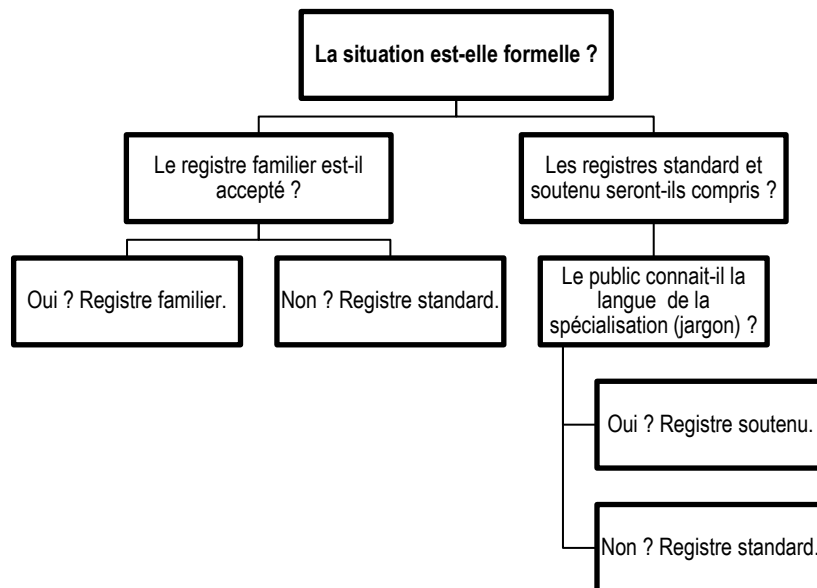 La situation est-elle formelle ?
Le registre familier est-il
accepté ?
Les registres standard et
soutenu seront-ils compris ?
Oui ? Registre familier.
Non ? Registre standard.
Le public connait-il la
langue de la
spécialisation (jargon) ?
Oui ? Registre soutenu.
Non ? Registre standard.